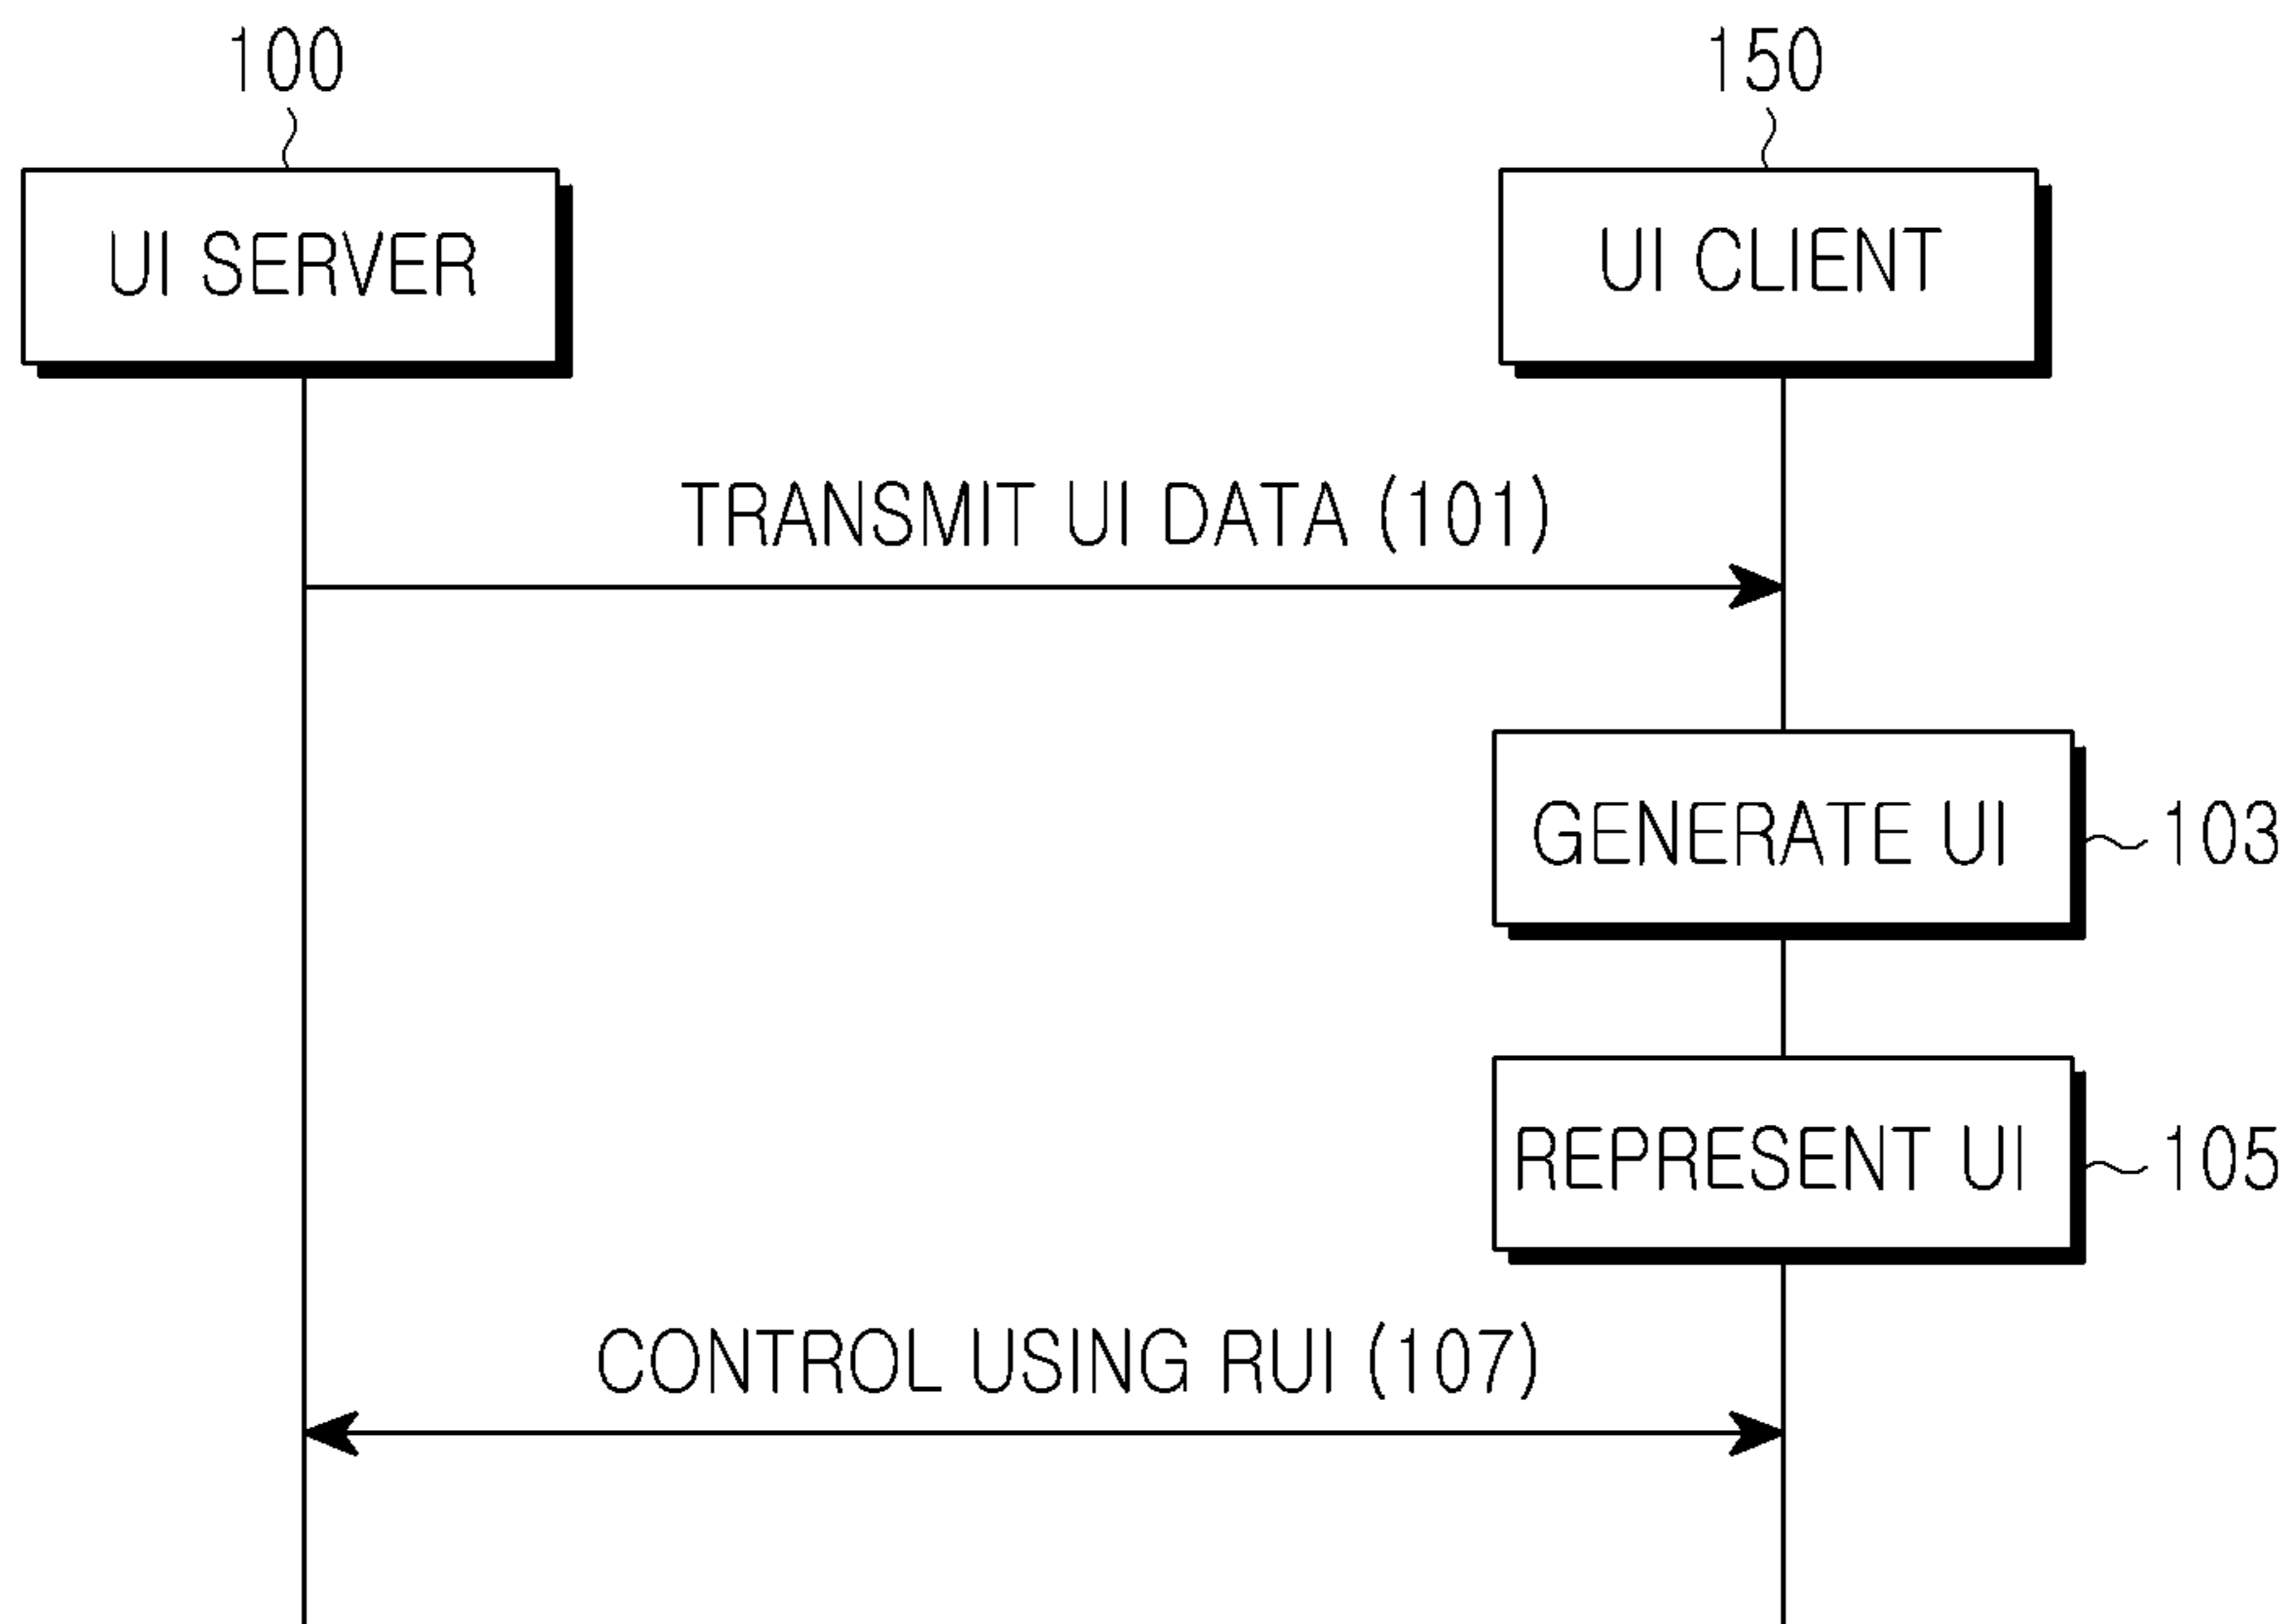 100
150
UI SERVER
UI CLIENT
TRANSMIT UI DATA (101)
GENERATE UI
103
REPRESENT UI
105
CONTROL USING RUI (107)